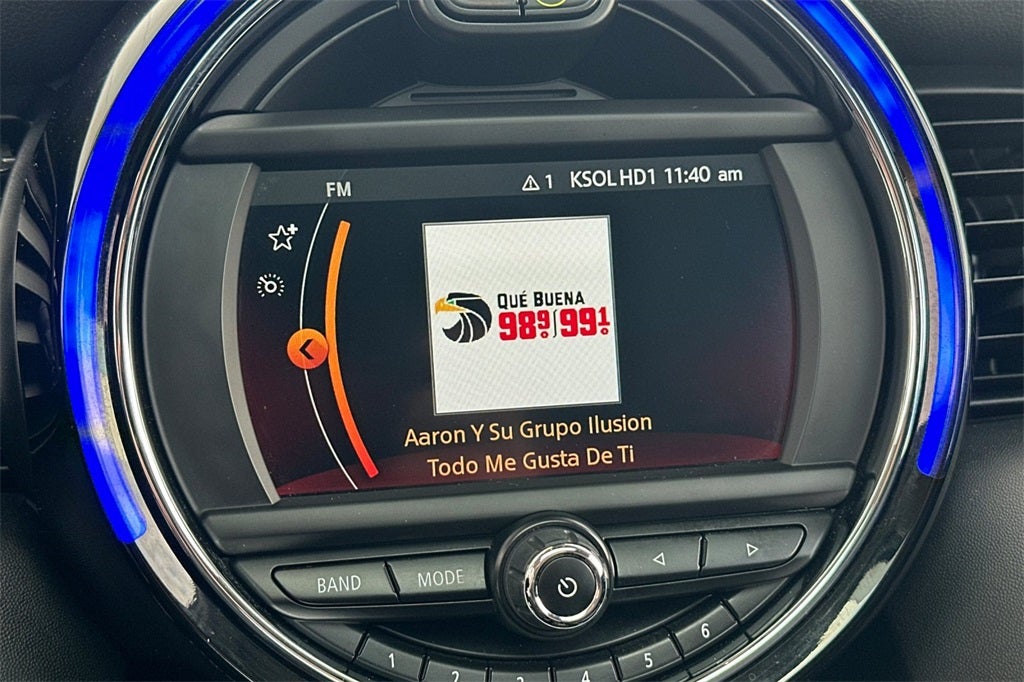 FM
1 KSOL HD1 11:40 am
QUÉ BUENA
98.9 99.1
Aaron Y Su Grupo Ilusion
Todo Me Gusta De Ti
BAND MODE
1 2 3 4 5 6